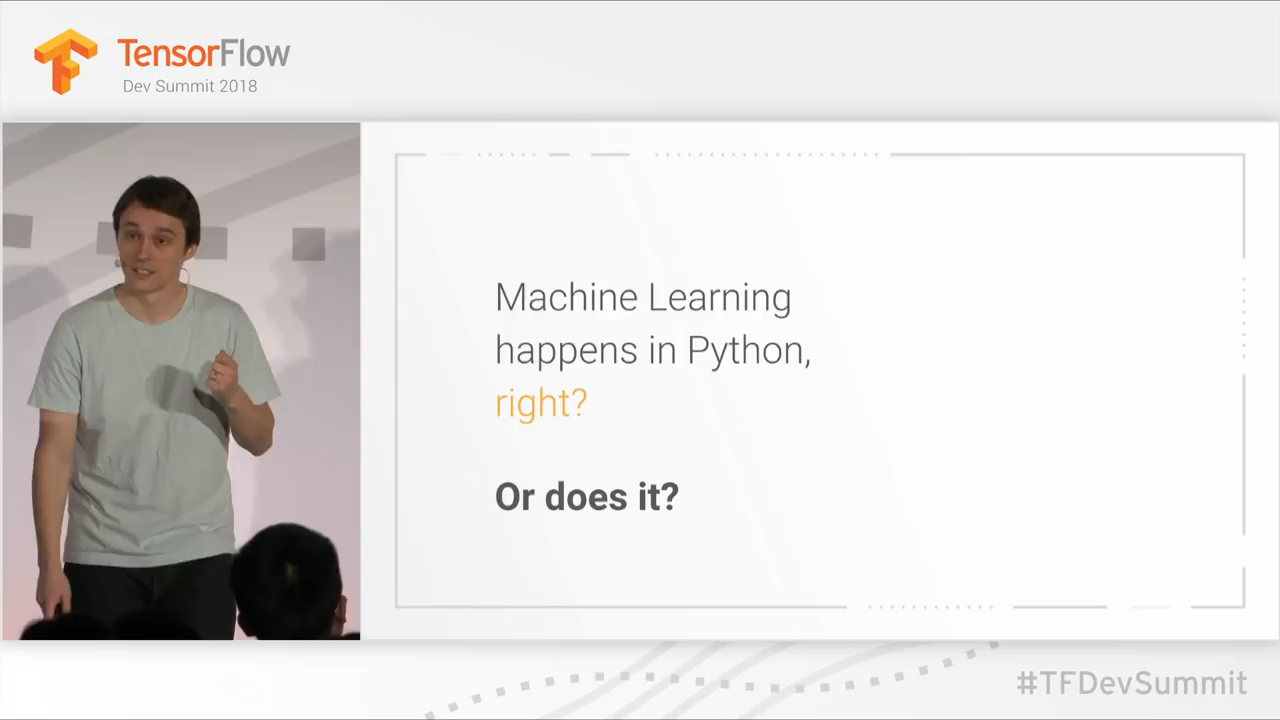 TensorFlow
Dev Summit 2018
Machine Learning
happens in Python,
right?
Or does it?
#TFDevSummit